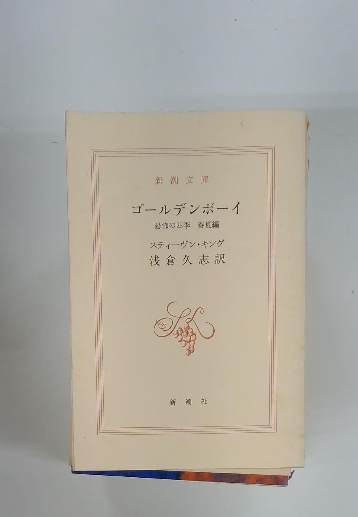 新潮文庫
ゴールデンボーイ
恐怖の四季 春夏編
スティーヴン・キング
浅倉久志訳
新潮社